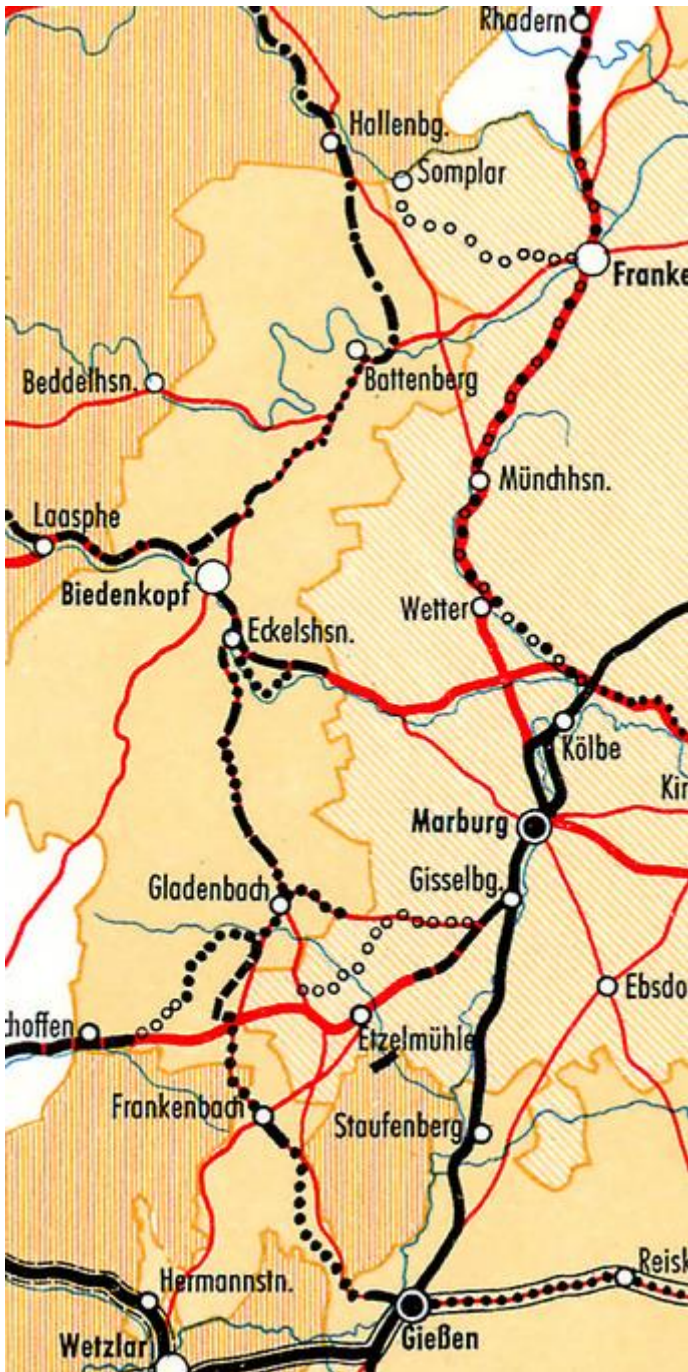 Rhadern
Hallenbg.
Somplar
Franke
Battenberg
Beddelhsn.
Münchhsn.
Laasphe
Biedenkopf
Wetter
Eckelshsn.
Kölbe
Kir
Marburg
Gladenbach
Gisselbg.
Ebsdo
choffen
Etzelmühle
Frankenbach
Staufenberg
Hermannstn.
Reisk
Wetzlar
Gießen